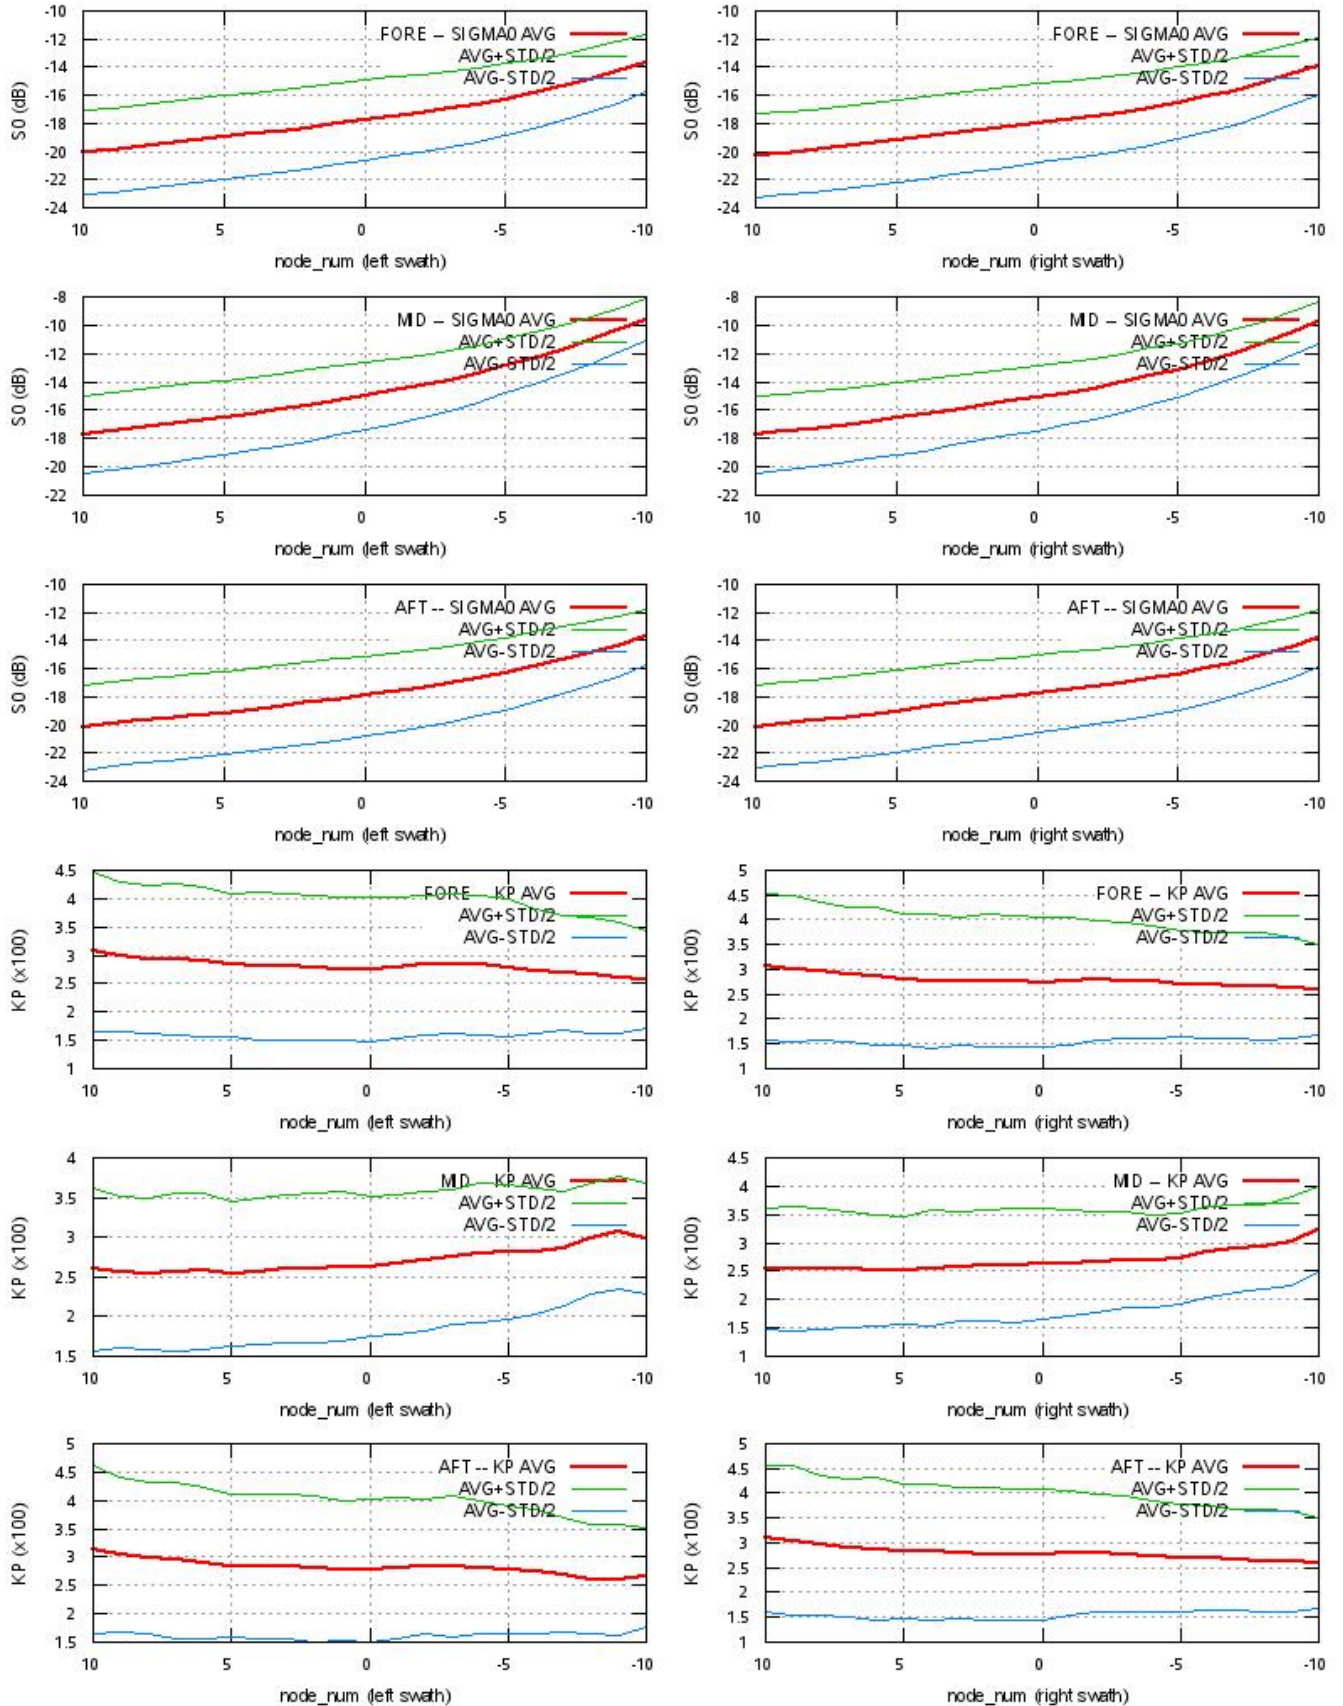 -10
-12
-14
-16
-18
-20
-22
-24
S0 (dB)
FORE – SIGMA0 AVG
AVG+STD/2
AVG-STD/2
10 5 0 -5 -10
node_num (left swath)
-10
-12
-14
-16
-18
-20
-22
-24
S0 (dB)
FORE – SIGMA0 AVG
AVG+STD/2
AVG-STD/2
10 5 0 -5 -10
node_num (right swath)
-8
-10
-12
-14
-16
-18
-20
-22
S0 (dB)
MID – SIGMA0 AVG
AVG+STD/2
AVG-STD/2
10 5 0 -5 -10
node_num (left swath)
-8
-10
-12
-14
-16
-18
-20
-22
S0 (dB)
MID – SIGMA0 AVG
AVG+STD/2
AVG-STD/2
10 5 0 -5 -10
node_num (right swath)
-10
-12
-14
-16
-18
-20
-22
-24
S0 (dB)
AFT -- SIGMA0 AVG
AVG+STD/2
AVG-STD/2
10 5 0 -5 -10
node_num (left swath)
-10
-12
-14
-16
-18
-20
-22
-24
S0 (dB)
AFT -- SIGMA0 AVG
AVG+STD/2
AVG-STD/2
10 5 0 -5 -10
node_num (right swath)
4.5
4
3.5
3
2.5
2
1.5
1
KP (x100)
FORE – KP AVG
AVG+STD/2
AVG-STD/2
10 5 0 -5 -10
node_num (left swath)
5
4.5
4
3.5
3
2.5
2
1.5
1
KP (x100)
FORE – KP AVG
AVG+STD/2
AVG-STD/2
10 5 0 -5 -10
node_num (right swath)
4
3.5
3
2.5
2
1.5
KP (x100)
MID – KP AVG
AVG+STD/2
AVG-STD/2
10 5 0 -5 -10
node_num (left swath)
4.5
4
3.5
3
2.5
2
1.5
1
KP (x100)
MID – KP AVG
AVG+STD/2
AVG-STD/2
10 5 0 -5 -10
node_num (right swath)
5
4.5
4
3.5
3
2.5
2
1.5
KP (x100)
AFT -- KP AVG
AVG+STD/2
AVG-STD/2
10 5 0 -5 -10
node_num (left swath)
5
4.5
4
3.5
3
2.5
2
1.5
1
KP (x100)
AFT -- KP AVG
AVG+STD/2
AVG-STD/2
10 5 0 -5 -10
node_num (right swath)